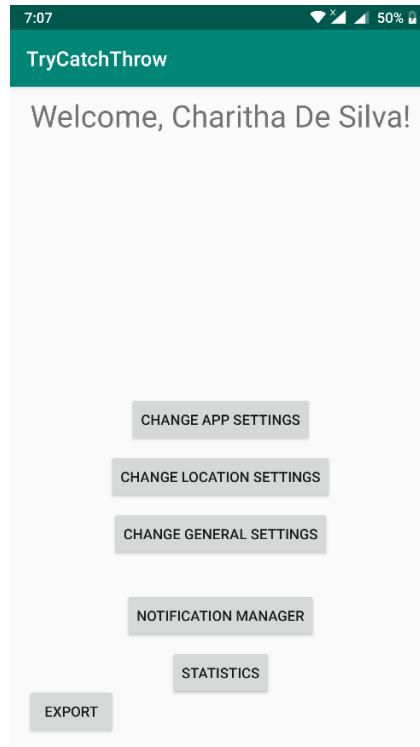 7:07 50%
TryCatchThrow
Welcome, Charitha De Silva!
CHANGE APP SETTINGS
CHANGE LOCATION SETTINGS
CHANGE GENERAL SETTINGS
NOTIFICATION MANAGER
STATISTICS
EXPORT